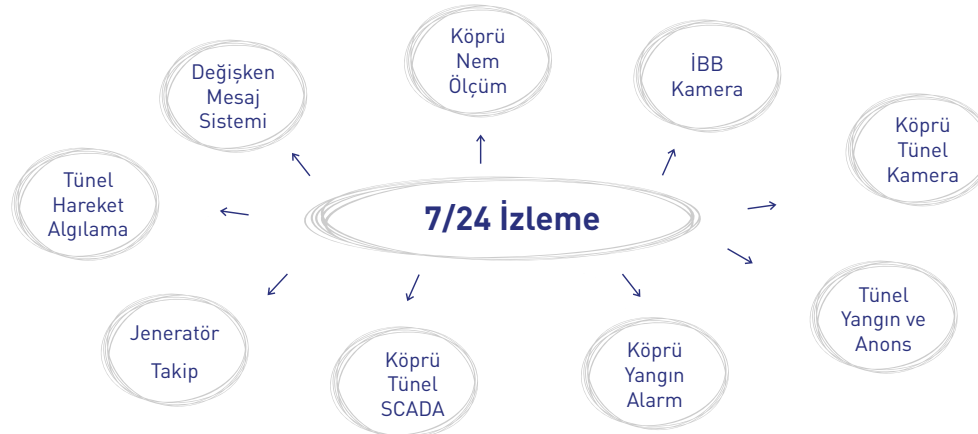 Köprü
Nem
Ölçüm
İBB
Kamera
Değişken
Mesaj
Sistemi
Köprü
Tünel
Kamera
Tünel
Hareket
Algılama
7/24 İzleme
Tünel
Yangın ve
Anons
Jeneratör
Takip
Köprü
Tünel
SCADA
Köprü
Yangın
Alarm